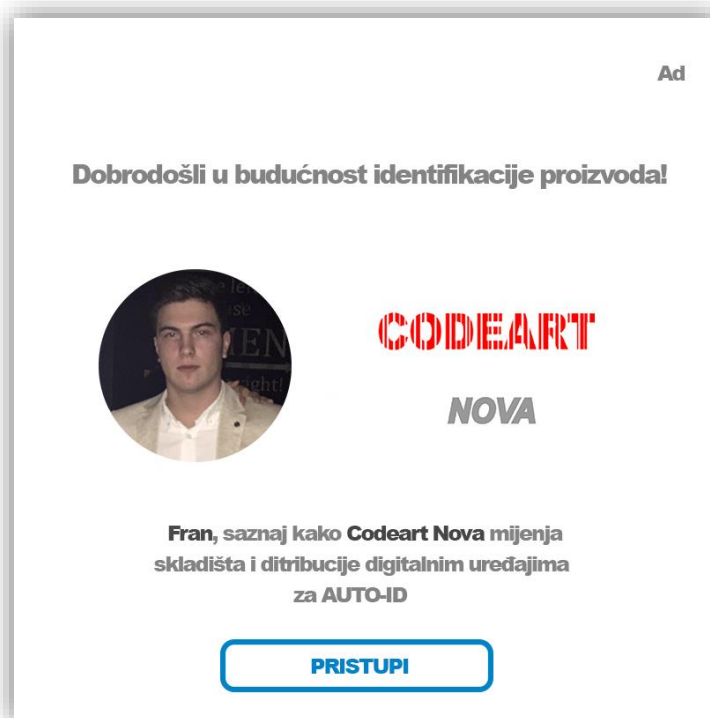 Ad
Dobrodošli u budućnost identifikacije proizvoda!
CODEART
NOVA
Fran, saznaj kako Codeart Nova mijenja
skladišta i ditribucije digitalnim uređajima
za AUTO-ID
PRISTUPI